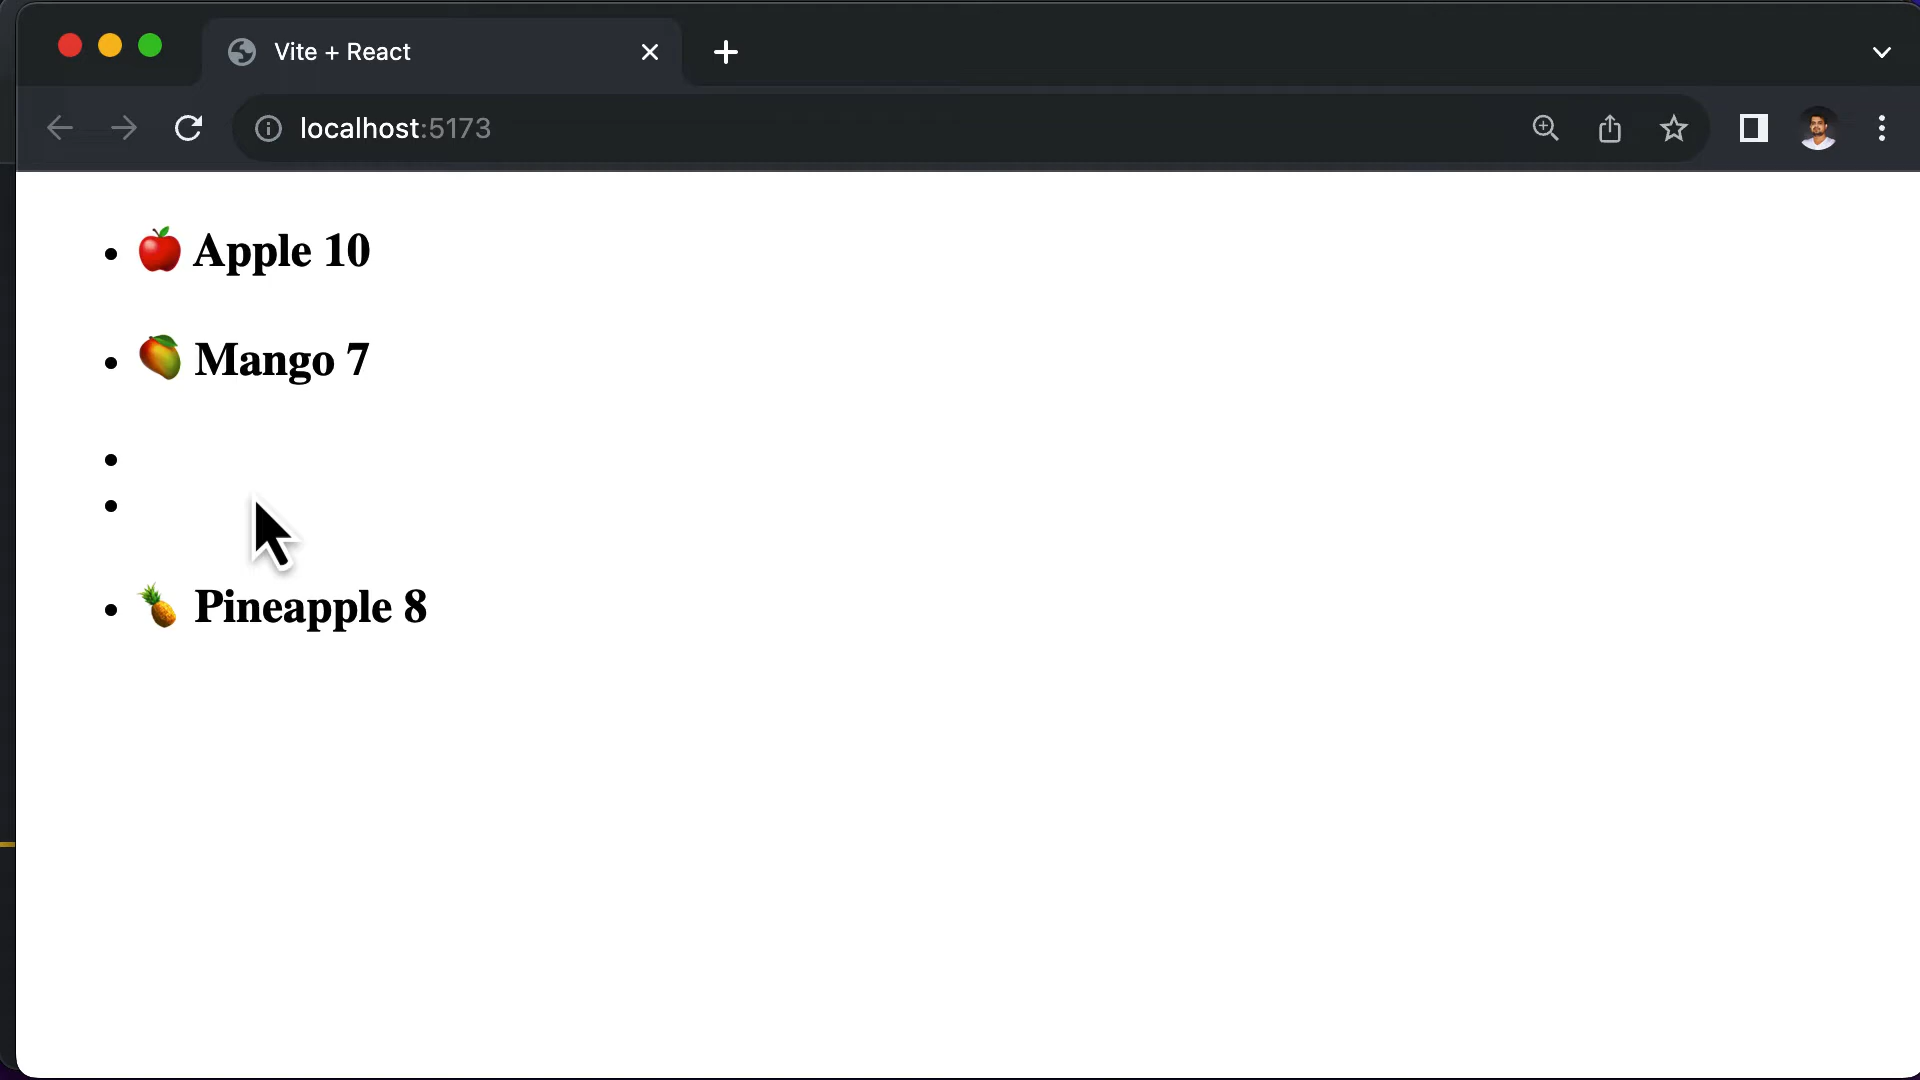 Vite + React
localhost:5173
• 🍎 Apple 10
• 🥭 Mango 7
•
•
• 🍍 Pineapple 8